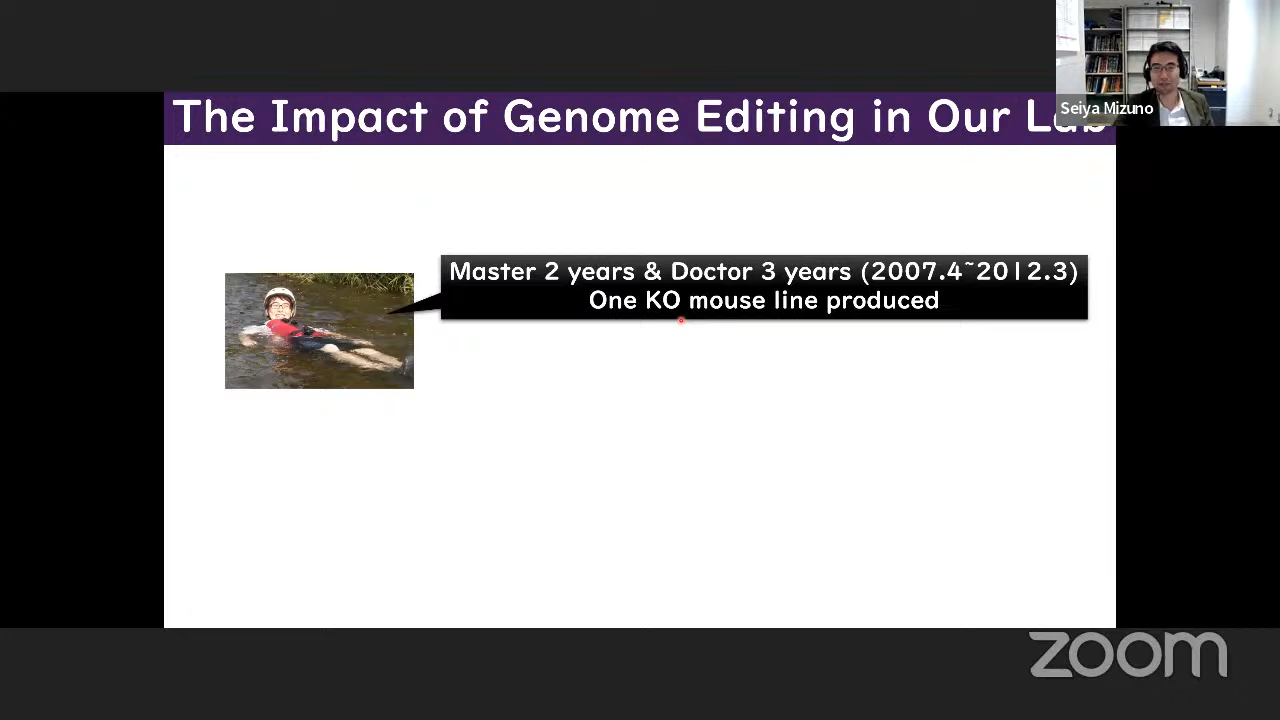 The Impact of Genome Editing in Our Lab
Seiya Mizuno
Master 2 years & Doctor 3 years (2007.4~2012.3)
One KO mouse line produced
zoom